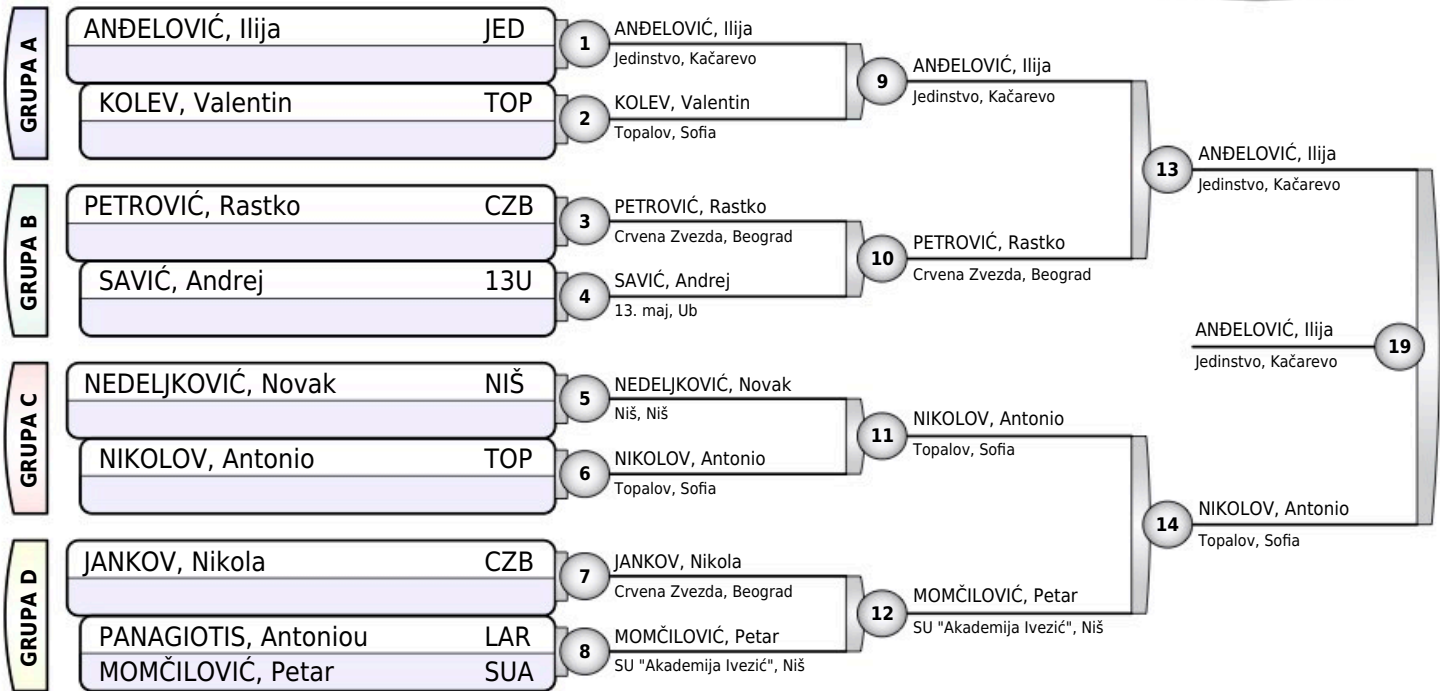 GRUPA A
ANĐELOVIĆ, Ilija JED
KOLEV, Valentin TOP
GRUPA B
PETROVIĆ, Rastko CZB
SAVIĆ, Andrej 13U
GRUPA C
NEDELJKOVIĆ, Novak NIŠ
NIKOLOV, Antonio TOP
GRUPA D
JANKOV, Nikola CZB
PANAGIOTIS, Antoniou LAR
MOMČILOVIĆ, Petar SUA
1
ANĐELOVIĆ, Ilija
Jedinstvo, Kačarevo
2
KOLEV, Valentin
Topalov, Sofia
3
PETROVIĆ, Rastko
Crvena Zvezda, Beograd
4
SAVIĆ, Andrej
13. maj, Ub
5
NEDELJKOVIĆ, Novak
Niš, Niš
6
NIKOLOV, Antonio
Topalov, Sofia
7
JANKOV, Nikola
Crvena Zvezda, Beograd
8
MOMČILOVIĆ, Petar
SU "Akademija Ivezić", Niš
9
ANĐELOVIĆ, Ilija
Jedinstvo, Kačarevo
10
PETROVIĆ, Rastko
Crvena Zvezda, Beograd
11
NIKOLOV, Antonio
Topalov, Sofia
12
MOMČILOVIĆ, Petar
SU "Akademija Ivezić", Niš
13
ANĐELOVIĆ, Ilija
Jedinstvo, Kačarevo
14
NIKOLOV, Antonio
Topalov, Sofia
ANĐELOVIĆ, Ilija
Jedinstvo, Kačarevo
19